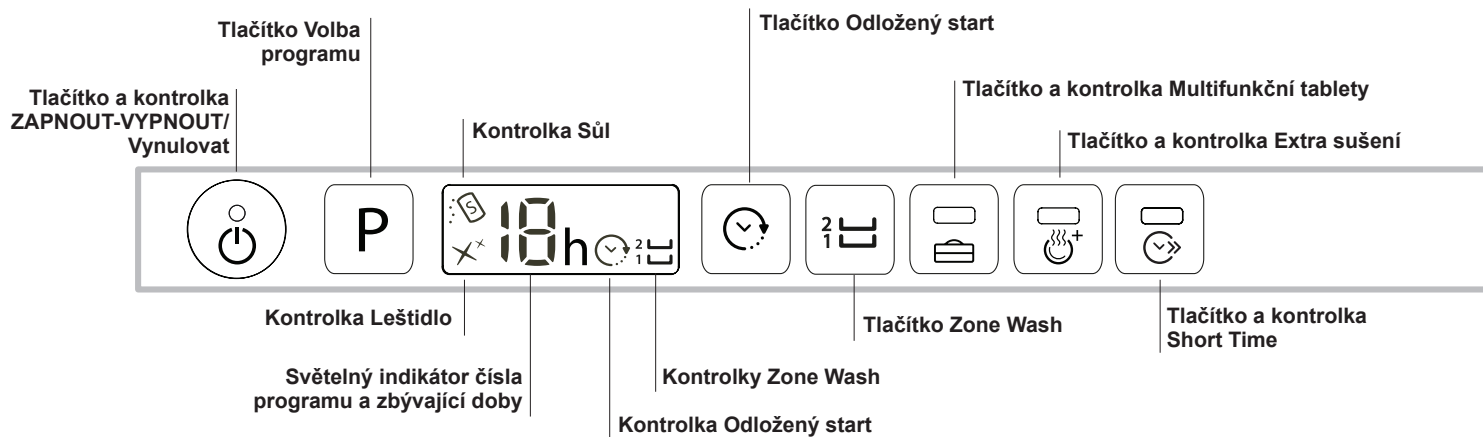 Tlačítko Volba
programu
Tlačítko Odložený start
Tlačítko a kontrolka
ZAPNOUT-VYPNOUT/
Vynulovat
Kontrolka Sůl
Tlačítko a kontrolka Multifunkční tablety
Tlačítko a kontrolka Extra sušení
P
S
18h
2
1
2
1
+
Kontrolka Leštidlo
Tlačítko Zone Wash
Tlačítko a kontrolka
Short Time
Světelný indikátor čísla
programu a zbývající doby
Kontrolky Zone Wash
Kontrolka Odložený start